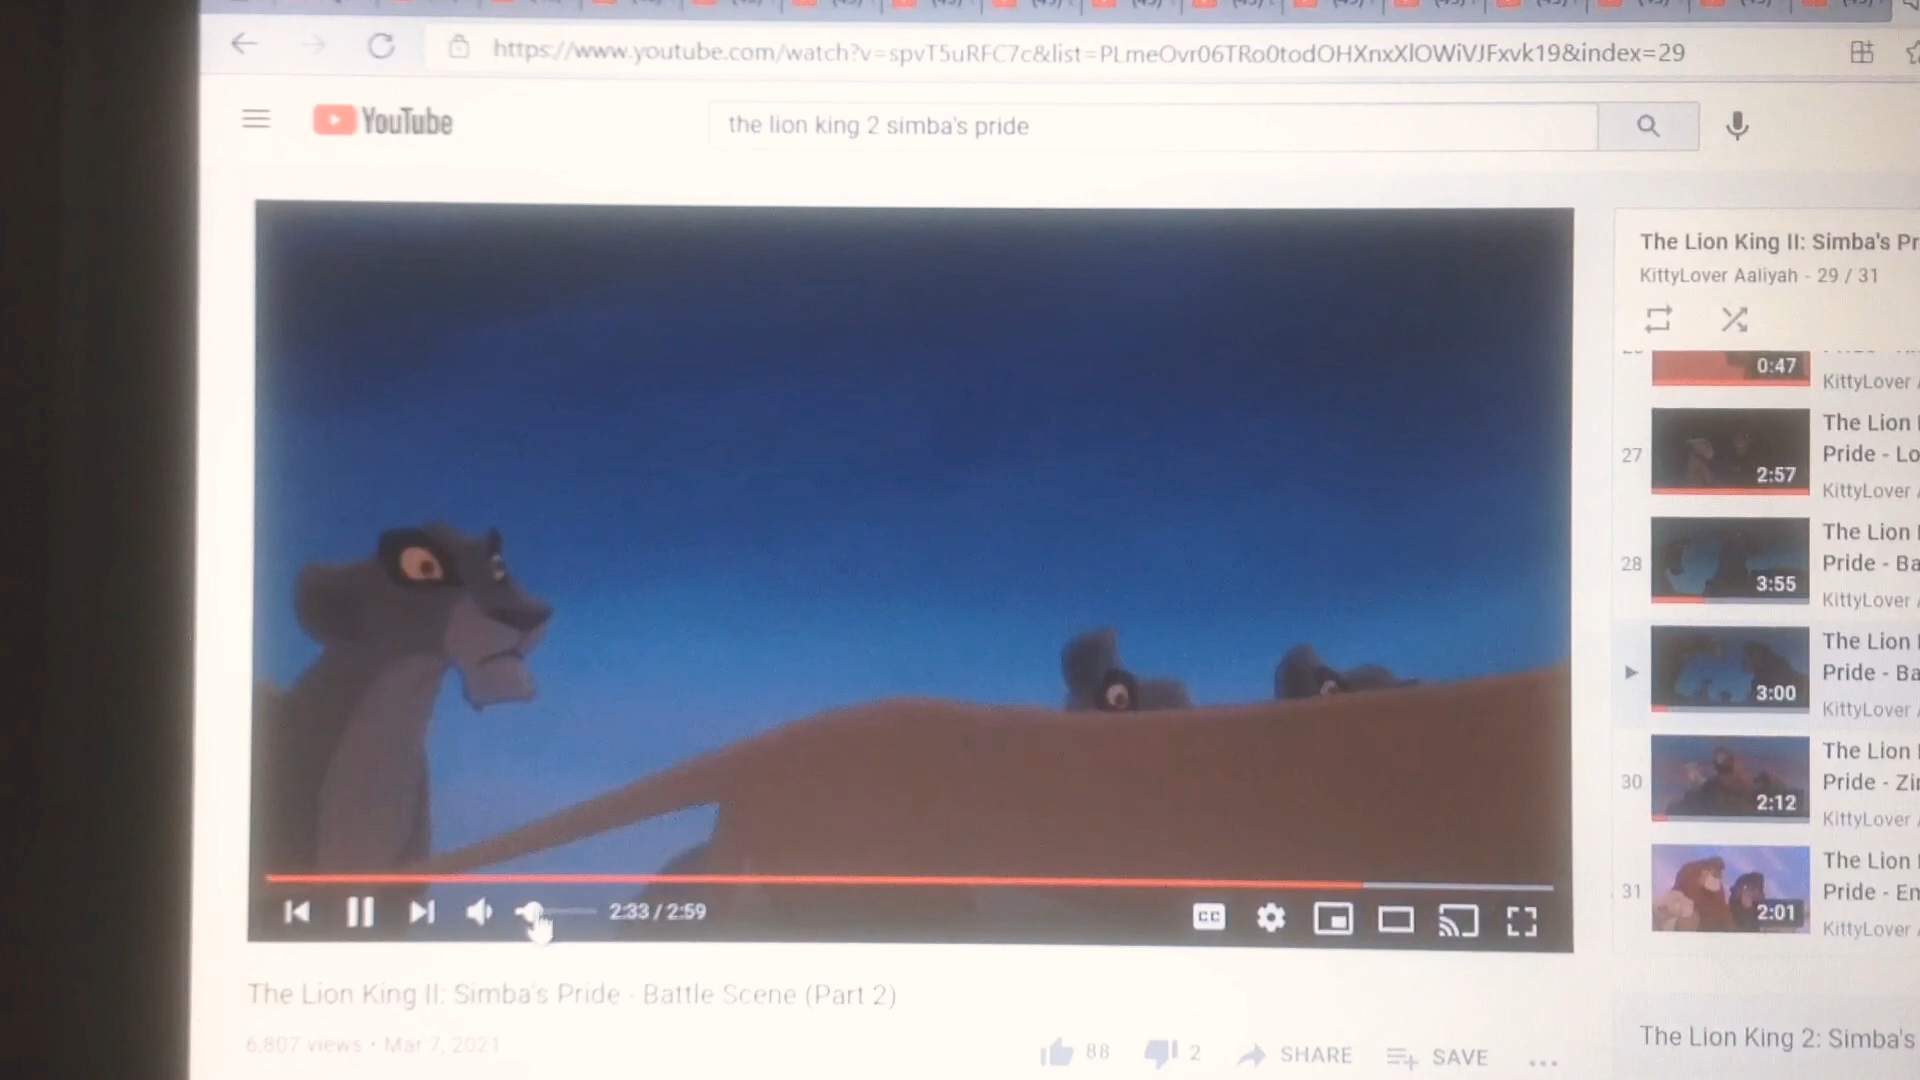 https://www.youtube.com/watch?v=spvT5uRFC7c&list=PLmeOvr06TRo0todOHXnxXlOWiVJFxvk19&index=29
YouTube
the lion king 2 simba's pride
The Lion King II: Simba's Pr
KittyLover Aaliyah - 29 / 31
0:47
KittyLover
27
2:57
The Lion
Pride - Lo
KittyLover
28
3:55
The Lion
Pride - Ba
KittyLover
3:00
The Lion
Pride - Ba
KittyLover
30
2:12
The Lion
Pride - Zi
KittyLover
31
2:01
The Lion
Pride - En
KittyLover
2:33 / 2:59
CC
The Lion King II: Simba's Pride - Battle Scene (Part 2)
6,807 views • Mar 7, 2021
88
2
SHARE
SAVE
The Lion King 2: Simba's